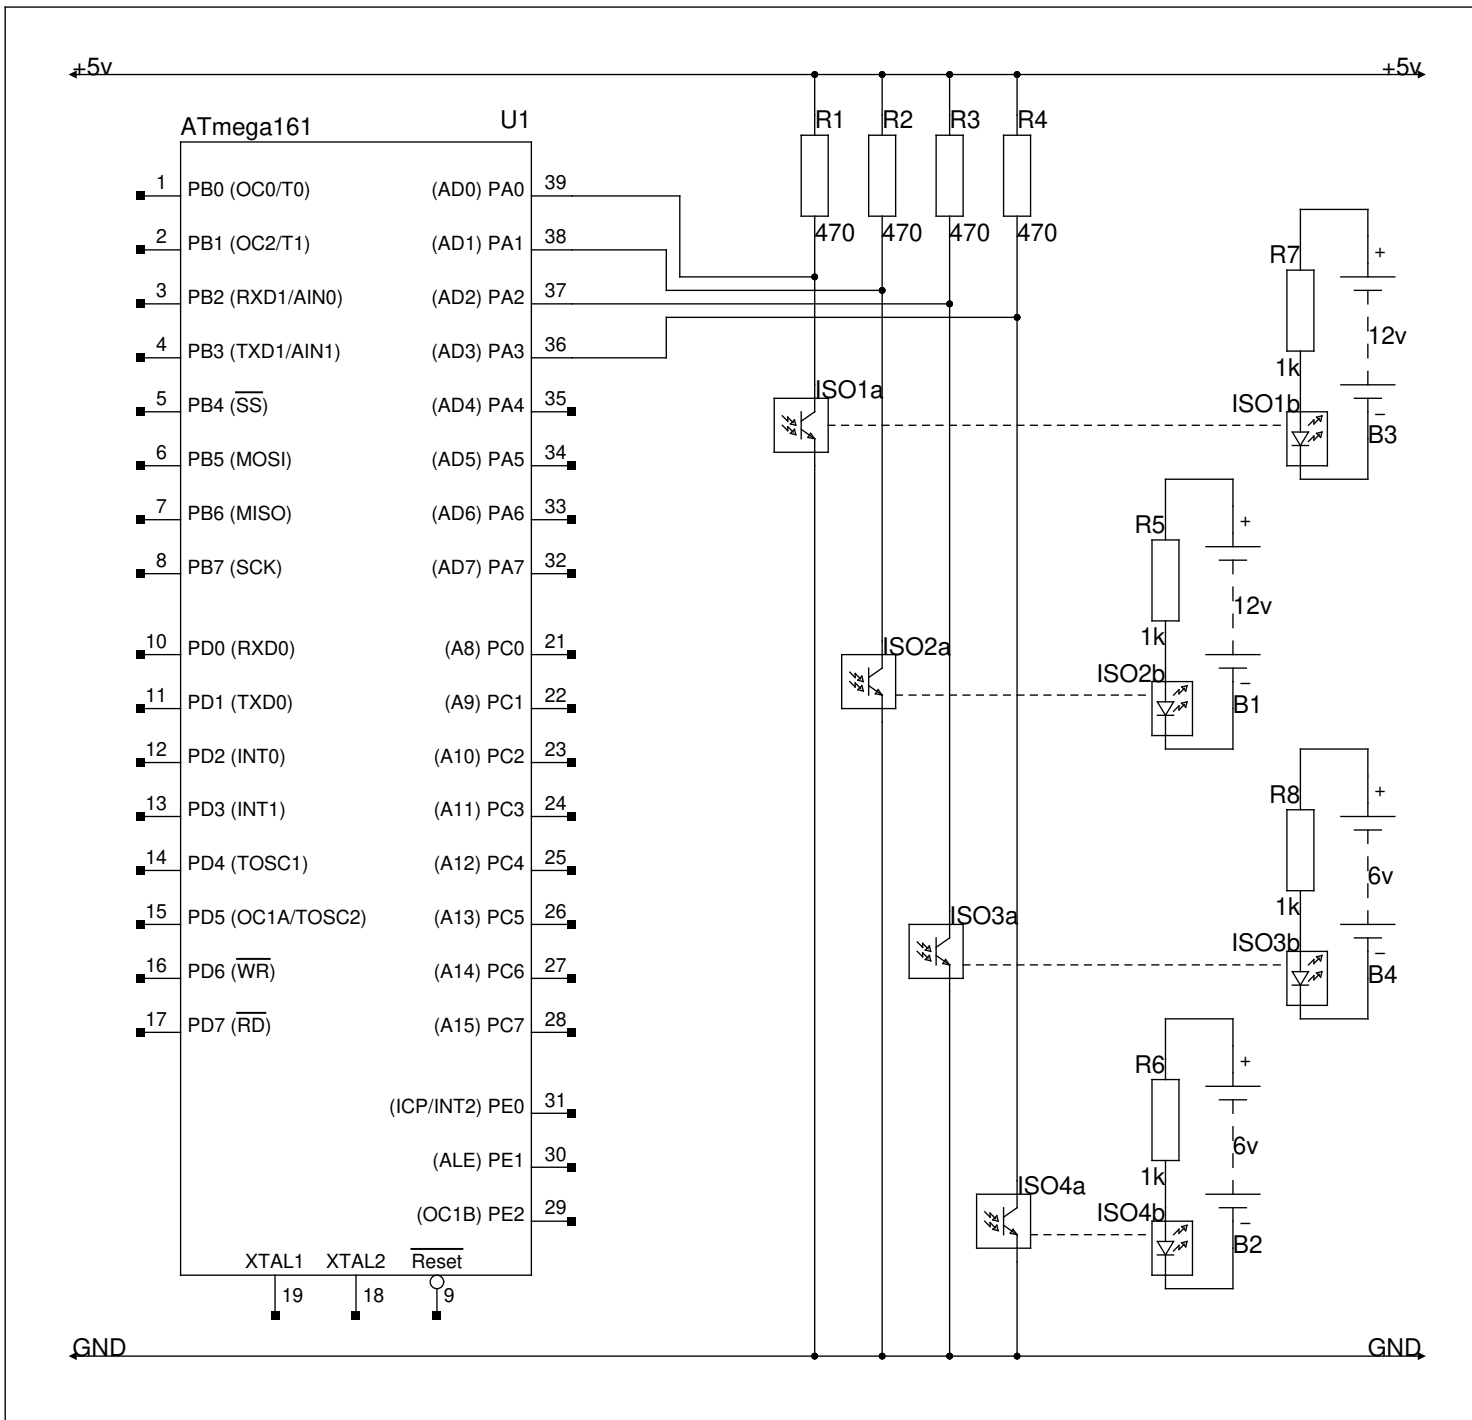 +5v +5v
ATmega161 U1
R1 R2 R3 R4
1 PB0 (OC0/T0) (AD0) PA0 39
470 470 470 470
2 PB1 (OC2/T1) (AD1) PA1 38
3 PB2 (RXD1/AIN0) (AD2) PA2 37
4 PB3 (TXD1/AIN1) (AD3) PA3 36
5 PB4 (SS) (AD4) PA4 35
6 PB5 (MOSI) (AD5) PA5 34
7 PB6 (MISO) (AD6) PA6 33
8 PB7 (SCK) (AD7) PA7 32
10 PD0 (RXD0) (A8) PC0 21
11 PD1 (TXD0) (A9) PC1 22
12 PD2 (INT0) (A10) PC2 23
13 PD3 (INT1) (A11) PC3 24
14 PD4 (TOSC1) (A12) PC4 25
15 PD5 (OC1A/TOSC2) (A13) PC5 26
16 PD6 (WR) (A14) PC6 27
17 PD7 (RD) (A15) PC7 28
(ICP/INT2) PE0 31
(ALE) PE1 30
(OC1B) PE2 29
XTAL1 XTAL2 Reset
19 18 9
ISO1a
R7 +
12v
1k
ISO1b −
B3
ISO2a
R5 +
12v
1k
ISO2b −
B1
ISO3a
R8 +
6v
1k
ISO3b −
B4
ISO4a
R6 +
6v
1k
ISO4b −
B2
GND GND